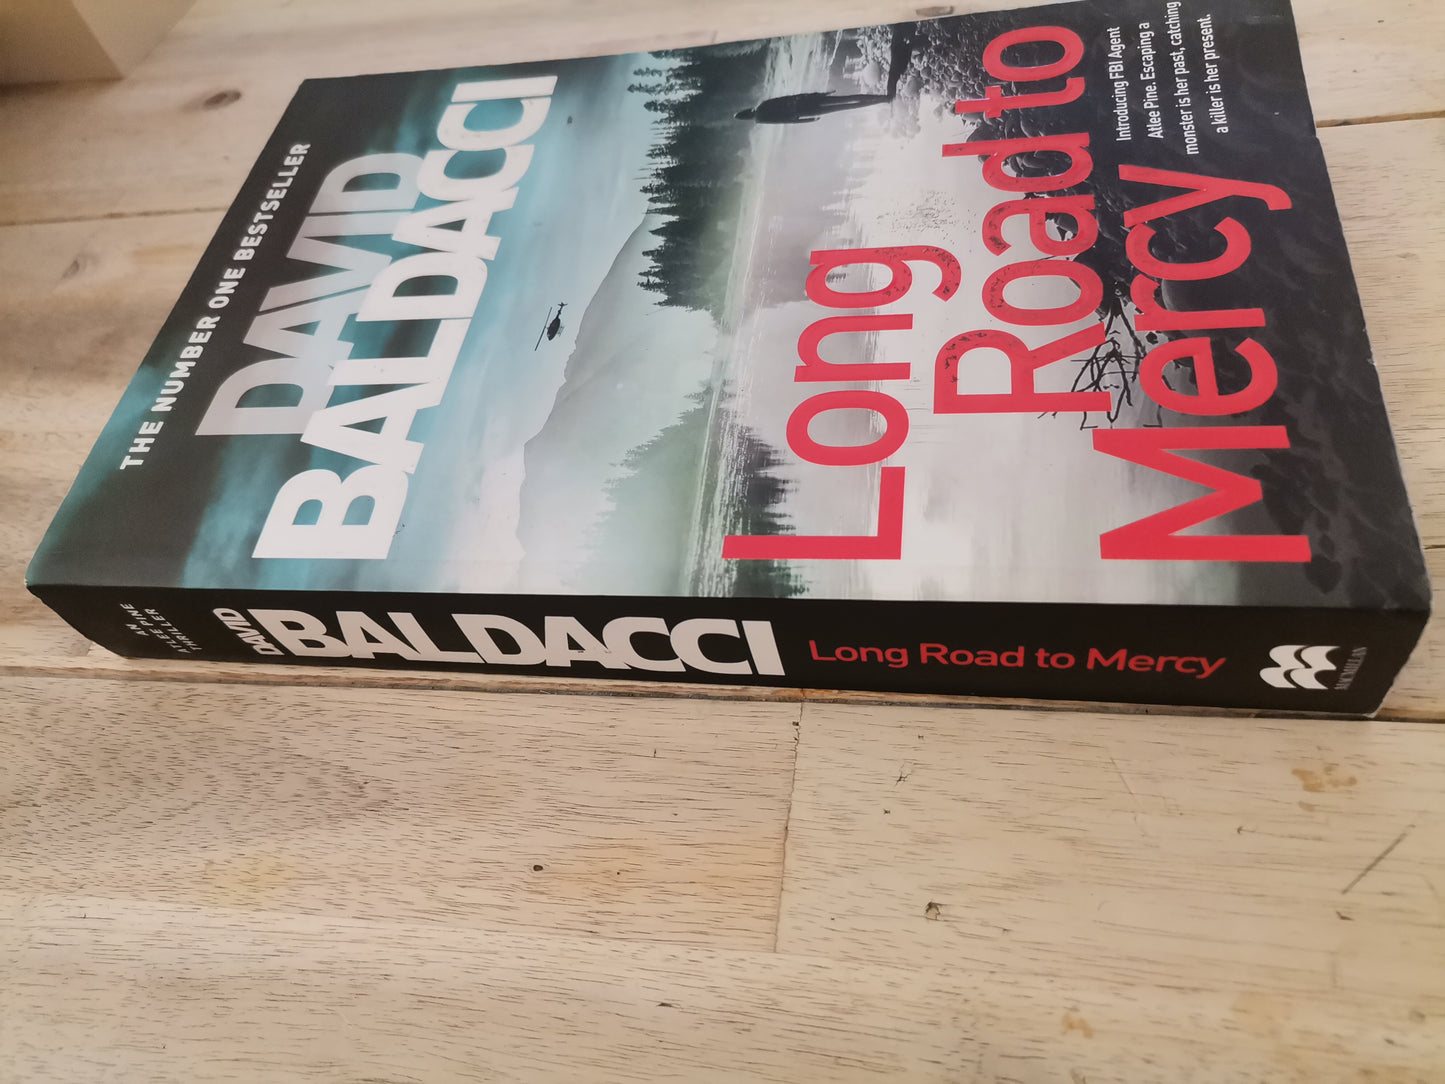 THE NUMBER ONE BESTSELLER
DAVID
BALDACCI
Long
Road to
Mercy
Introducing FBI Agent
Atlee Pine. Escaping a
monster is her past, catching
a killer is her present.
AN
ATLEE PINE
THRILLER
DAVID
BALDACCI
Long Road to Mercy
MACMILLAN